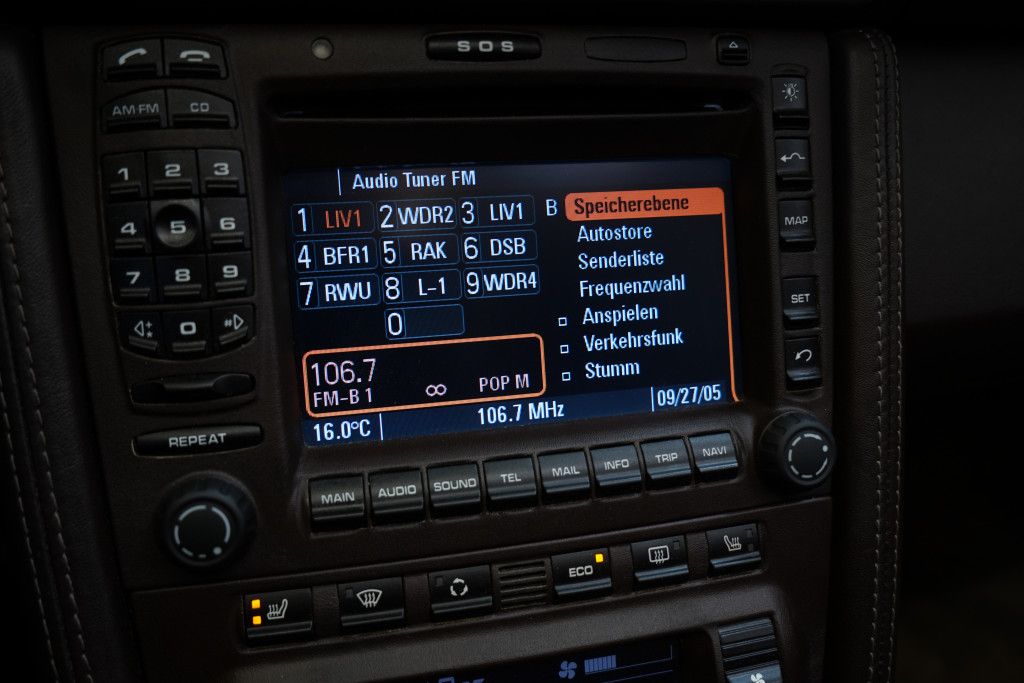 SOS
AM·FM CD
1 2 3
4 5 6
7 8 9
0 #
REPEAT
Audio Tuner FM
1 LIV1 2 WDR2 3 LIV1
4 BFR1 5 RAK 6 DSB
7 RWU 8 L-1 9 WDR4
0
B Speicherebene
Autostore
Senderliste
Frequenzwahl
Anspielen
Verkehrsfunk
Stumm
106.7
FM-B 1 ∞ POP M
16.0°C 106.7 MHz 09/27/05
MAP
SET
MAIN AUDIO SOUND TEL MAIL INFO TRIP NAVI
ECO